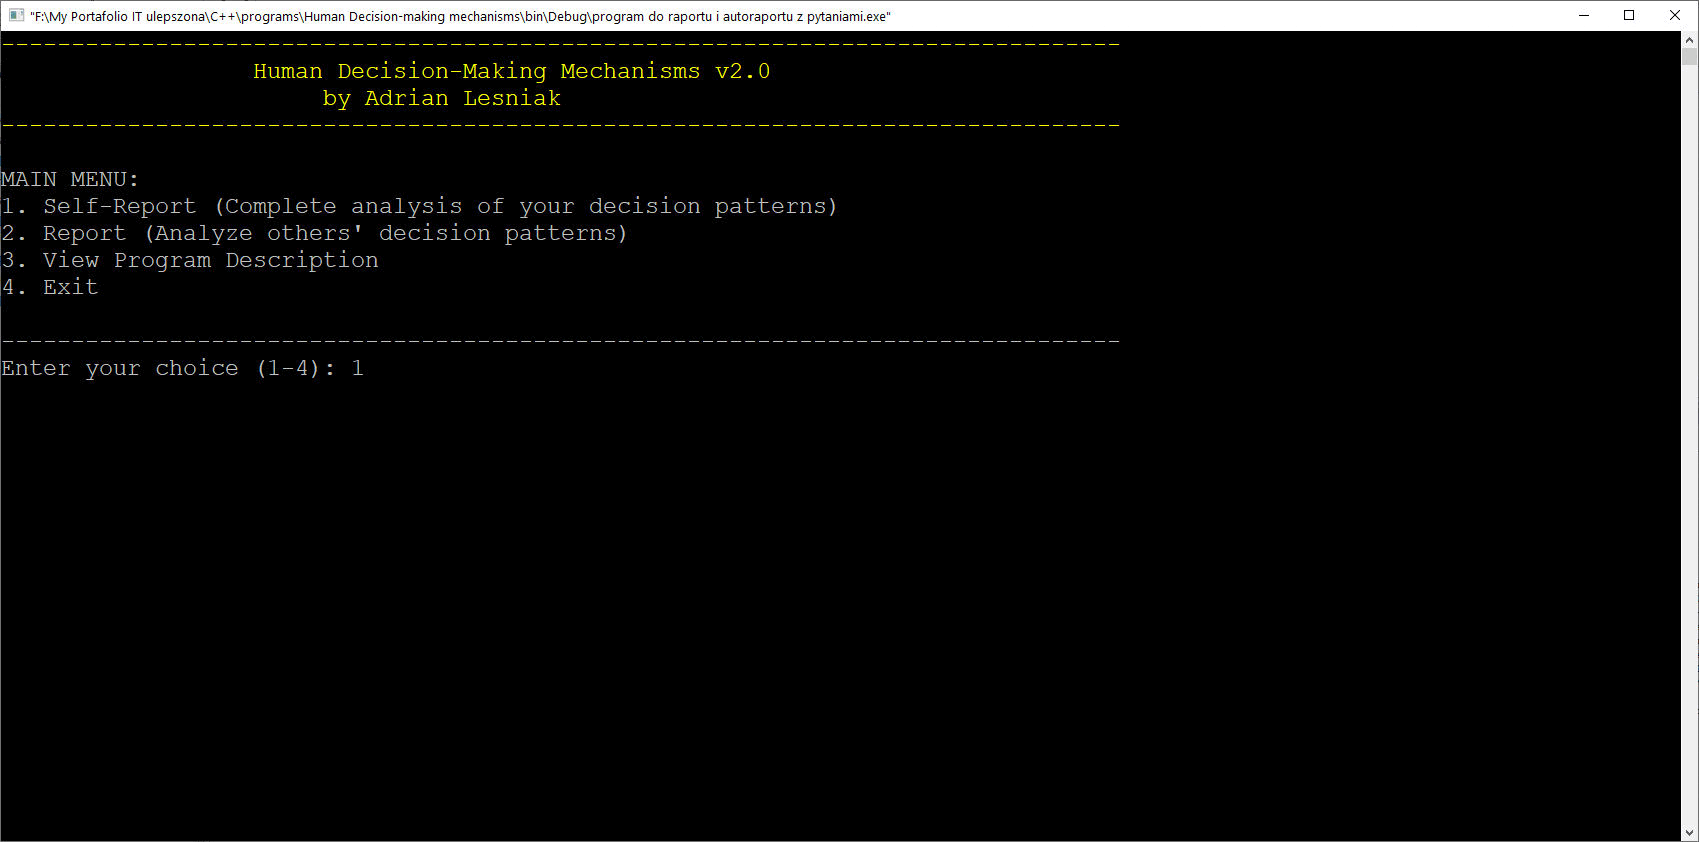 "F:\My Portafolio IT ulepszona\C++\programs\Human Decision-making mechanisms\bin\Debug\program do raportu i autoraportu z pytaniami.exe"
--------------------------------------------------------------------------------
Human Decision-Making Mechanisms v2.0
by Adrian Lesniak
--------------------------------------------------------------------------------
MAIN MENU:
1. Self-Report (Complete analysis of your decision patterns)
2. Report (Analyze others' decision patterns)
3. View Program Description
4. Exit
--------------------------------------------------------------------------------
Enter your choice (1-4): 1